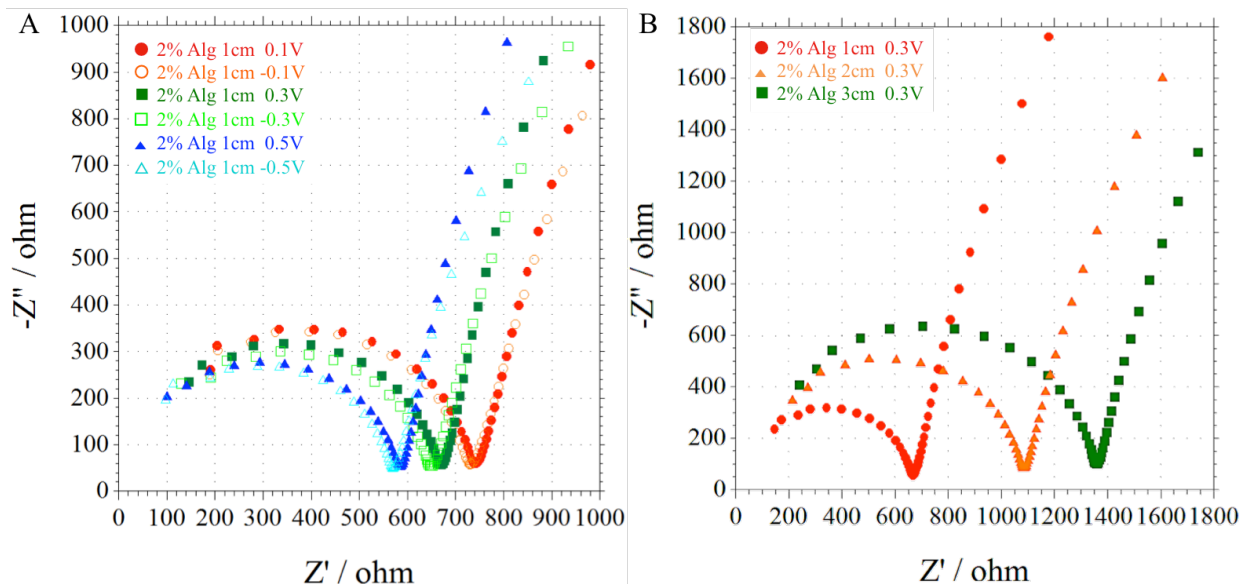 A
1000
900
800
700
600
500
400
300
200
100
0
-Z" / ohm
2% Alg 1cm 0.1V
2% Alg 1cm -0.1V
2% Alg 1cm 0.3V
2% Alg 1cm -0.3V
2% Alg 1cm 0.5V
2% Alg 1cm -0.5V
0 100 200 300 400 500 600 700 800 900 1000
Z' / ohm
B
1800
1600
1400
1200
1000
800
600
400
200
0
-Z" / ohm
2% Alg 1cm 0.3V
2% Alg 2cm 0.3V
2% Alg 3cm 0.3V
0 200 400 600 800 1000 1200 1400 1600 1800
Z' / ohm